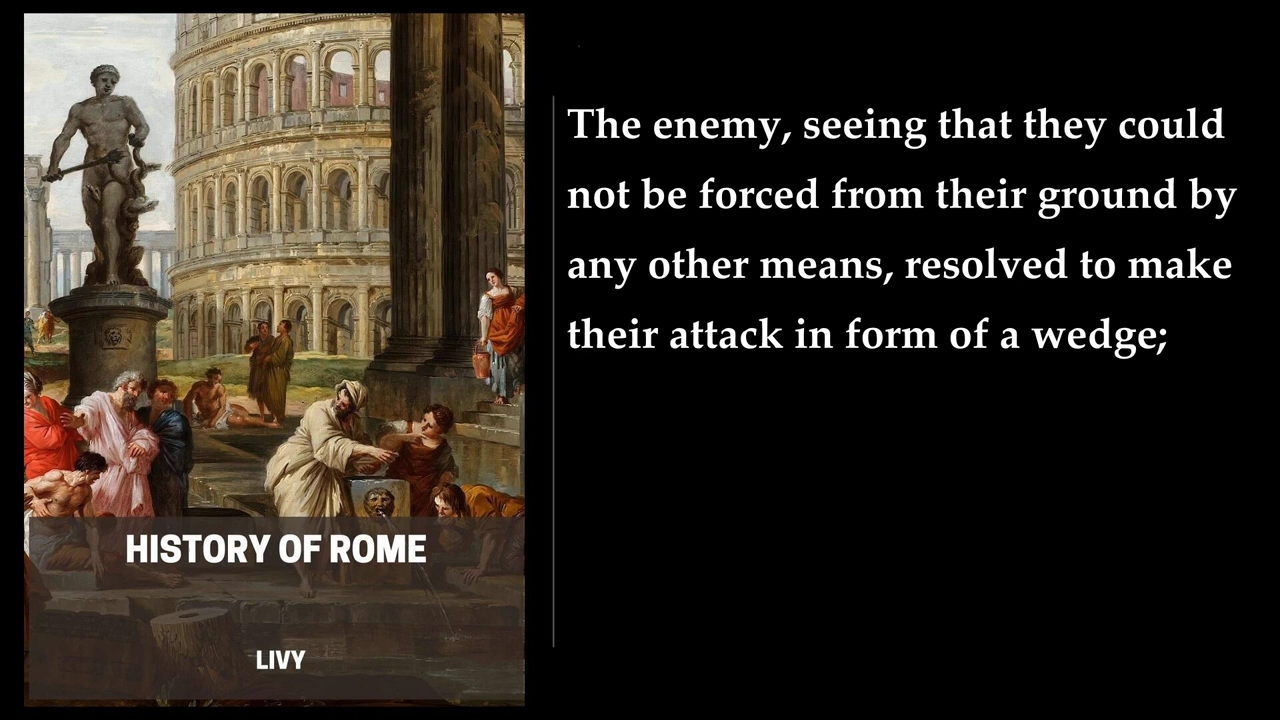 HISTORY OF ROME
LIVY
The enemy, seeing that they could
not be forced from their ground by
any other means, resolved to make
their attack in form of a wedge;